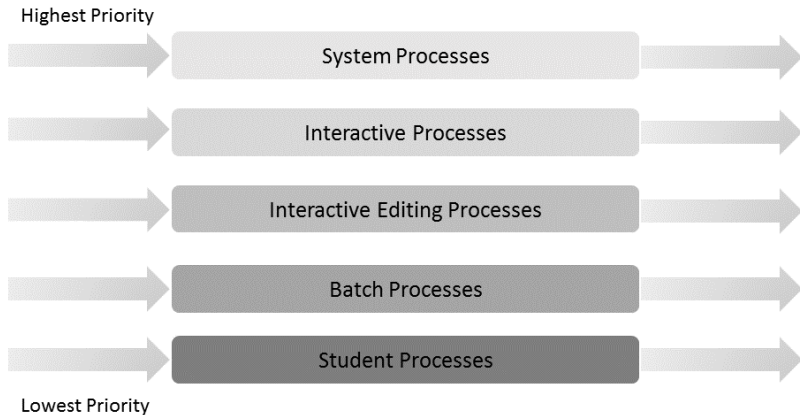 Highest Priority
System Processes
Interactive Processes
Interactive Editing Processes
Batch Processes
Student Processes
Lowest Priority